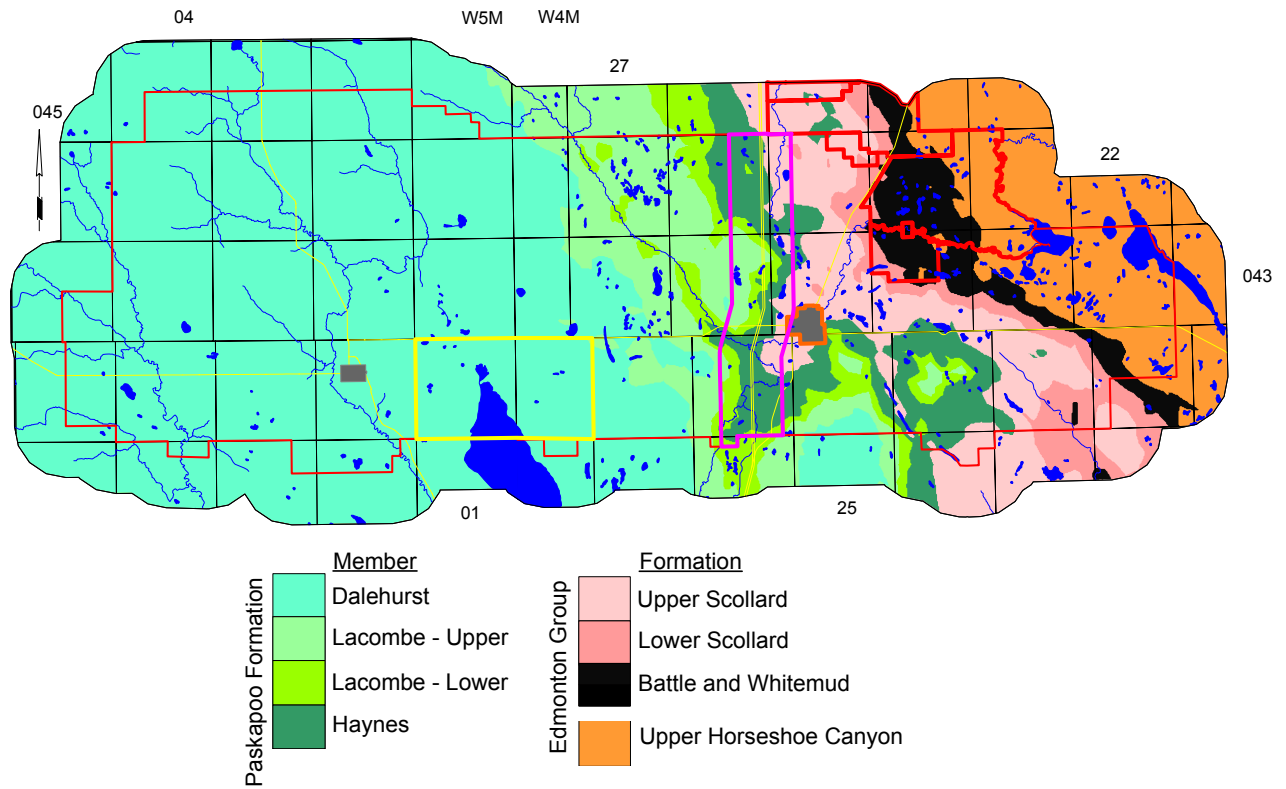 04
W5M
W4M
27
045
22
043
01
25
Paskapoo Formation
Member
Dalehurst
Lacombe - Upper
Lacombe - Lower
Haynes
Edmonton Group
Formation
Upper Scollard
Lower Scollard
Battle and Whitemud
Upper Horseshoe Canyon